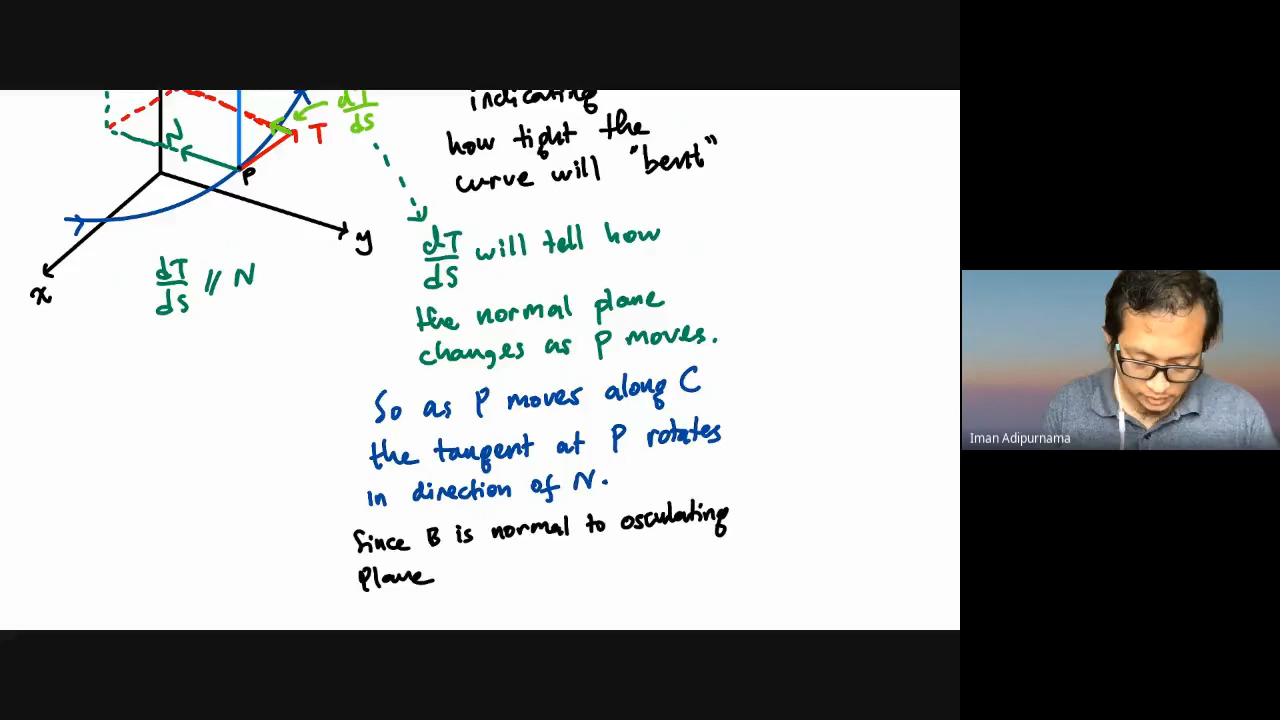 indicating
how tight the
curve will "bent"
dT
dS
T
N
P
y
x
dT
dS // N
dT
dS will tell how
the normal plane
changes as P moves.
So as P moves along C
the tangent at P rotates
in direction of N.
Since B is normal to osculating
plane
Iman Adipurnama